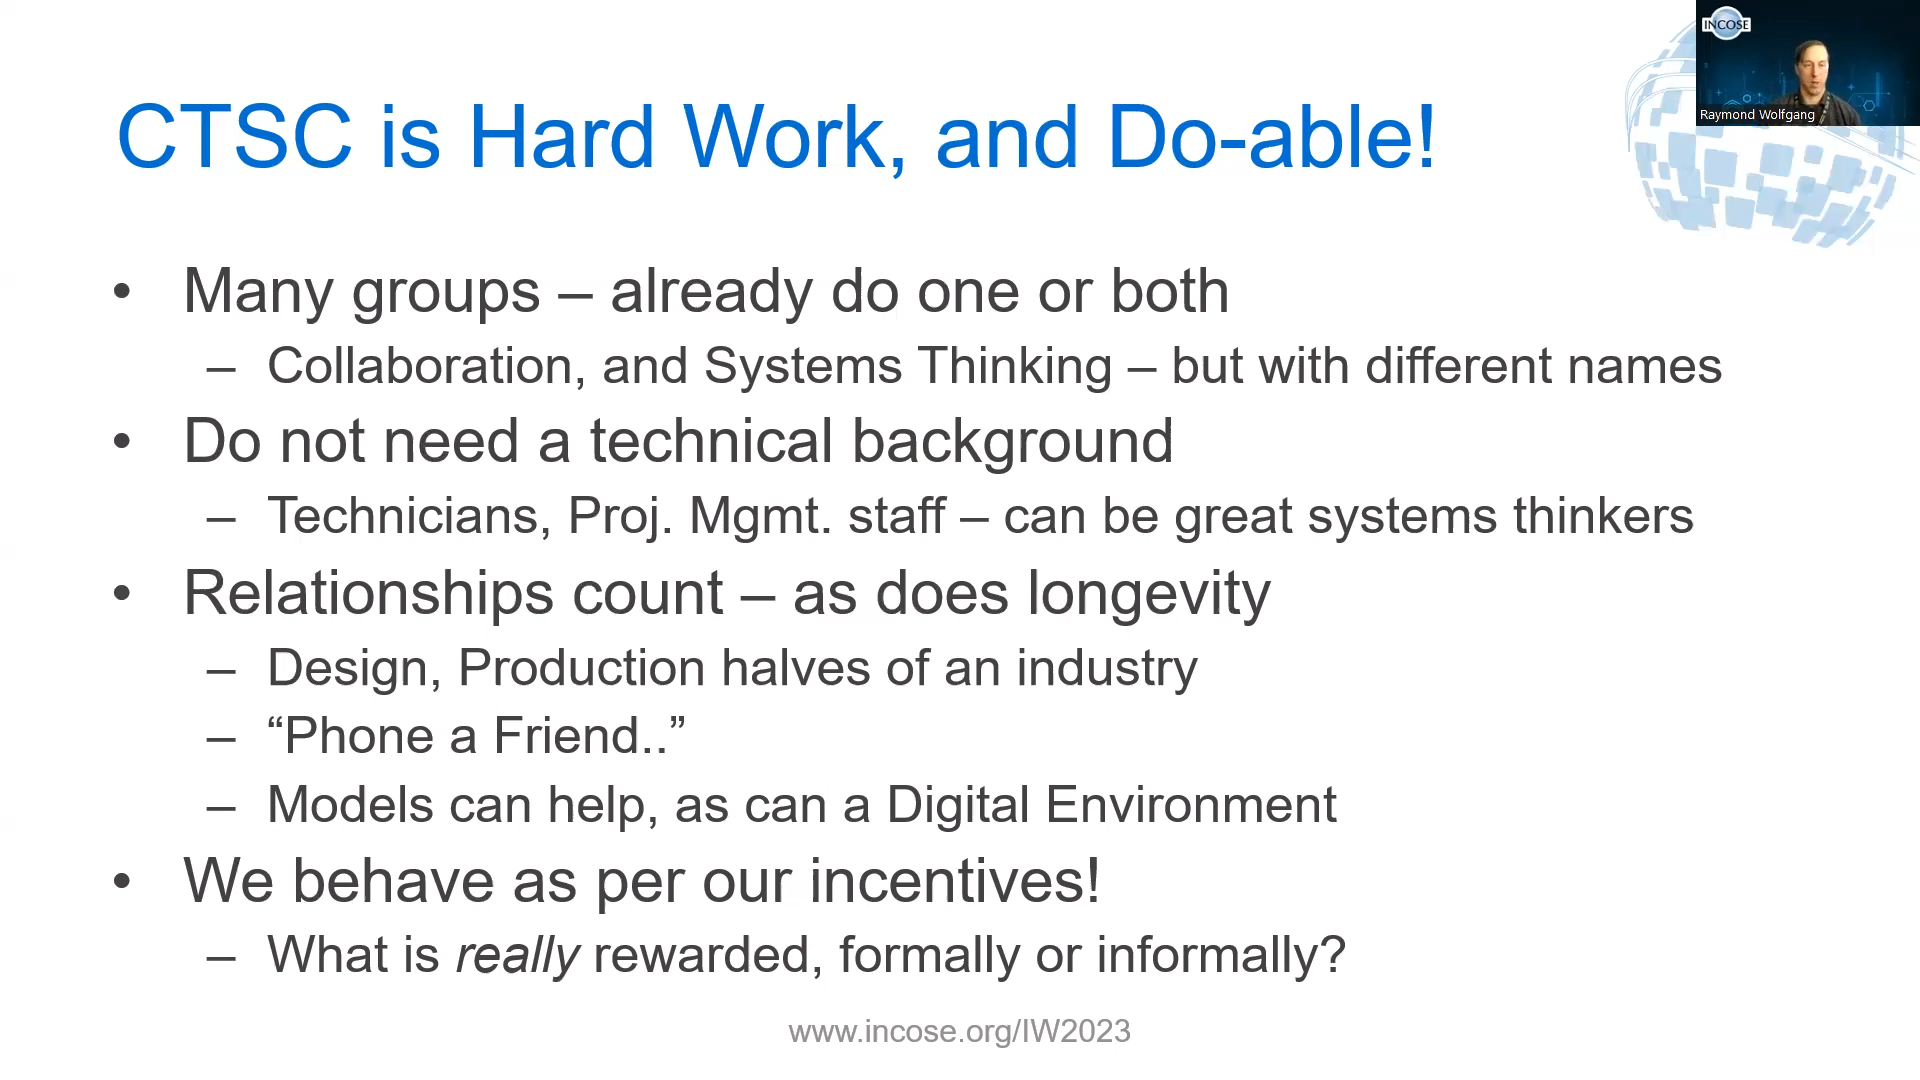 INCOSE
Raymond Wolfgang
CTSC is Hard Work, and Do-able!
• Many groups – already do one or both
– Collaboration, and Systems Thinking – but with different names
• Do not need a technical background
– Technicians, Proj. Mgmt. staff – can be great systems thinkers
• Relationships count – as does longevity
– Design, Production halves of an industry
– “Phone a Friend..”
– Models can help, as can a Digital Environment
• We behave as per our incentives!
– What is really rewarded, formally or informally?
www.incose.org/IW2023